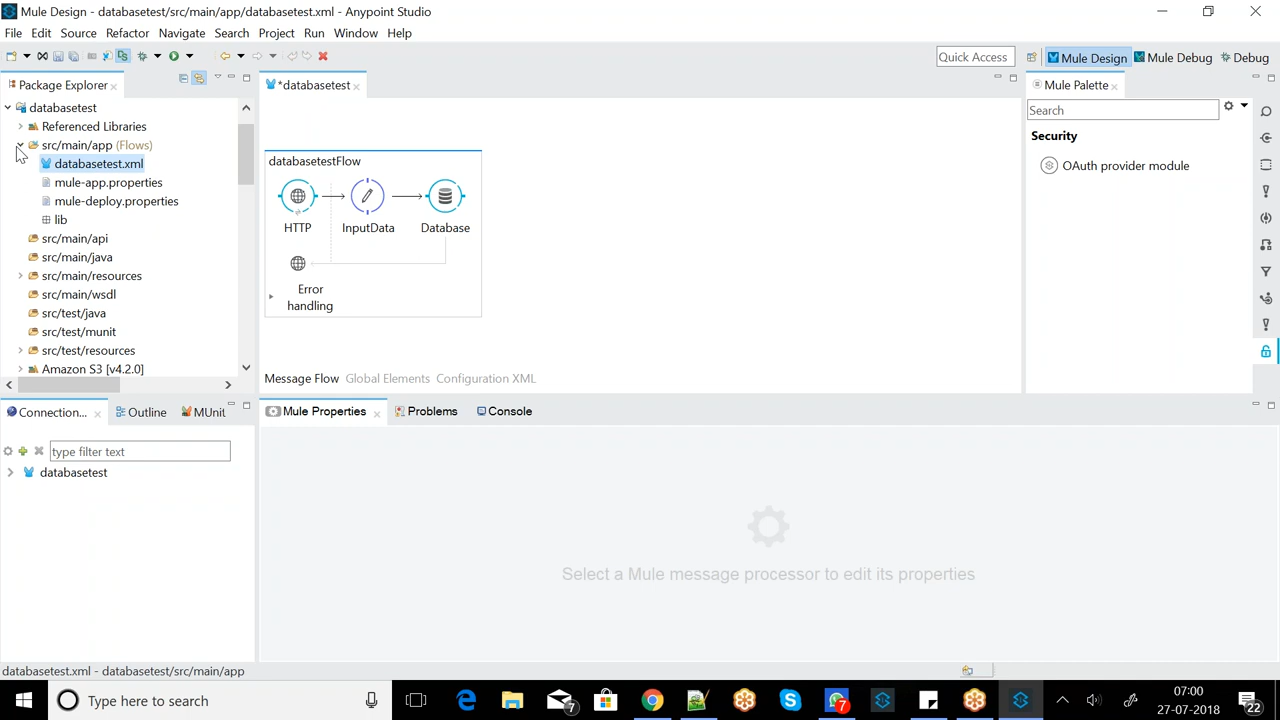 Mule Design - databasetest/src/main/app/databasetest.xml - Anypoint Studio
File Edit Source Refactor Navigate Search Project Run Window Help
Quick Access
Mule Design Mule Debug Debug
Package Explorer
*databasetest
Mule Palette
databasetest
Search
Referenced Libraries
Security
src/main/app (Flows)
databasetestFlow
databasetest.xml
OAuth provider module
mule-app.properties
mule-deploy.properties
lib
HTTP InputData Database
src/main/api
src/main/java
src/main/resources
Error
handling
src/main/wsdl
src/test/java
src/test/munit
src/test/resources
Amazon S3 [v4.2.0]
Message Flow Global Elements Configuration XML
Connection... Outline MUnit
Mule Properties Problems Console
type filter text
databasetest
Select a Mule message processor to edit its properties
databasetest.xml - databasetest/src/main/app
Type here to search
7
7
07:00
27-07-2018
22